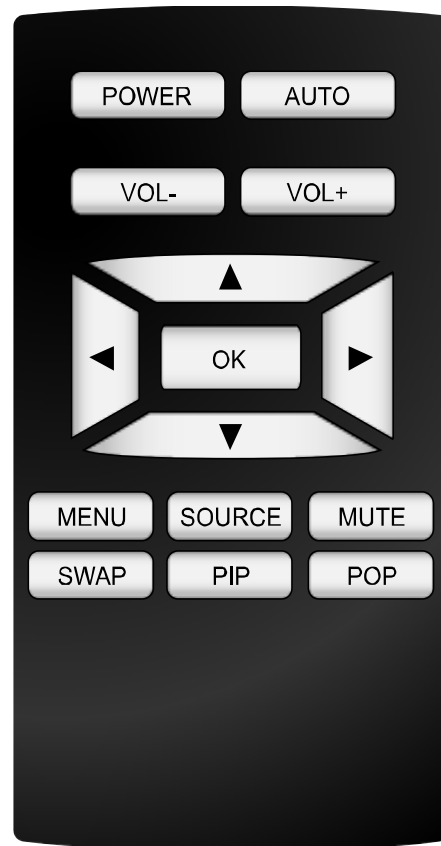 POWER AUTO
VOL- VOL+
▲
◀ OK ▶
▼
MENU SOURCE MUTE
SWAP PIP POP